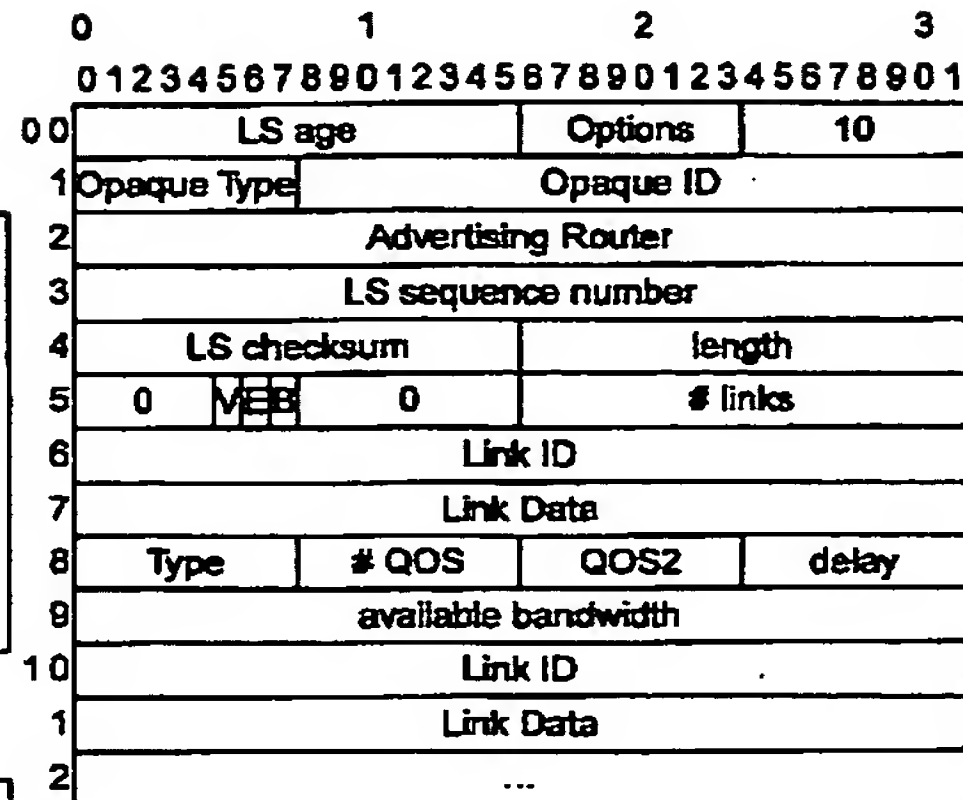 0 1 2 3
01234567890123456789012345678901
00 LS age Options 10
1 Opaque Type Opaque ID
2 Advertising Router
3 LS sequence number
4 LS checksum length
5 0 V E B 0 # links
6 Link ID
7 Link Data
8 Type # QOS QOS2 delay
9 available bandwidth
10 Link ID
1 Link Data
2 ...